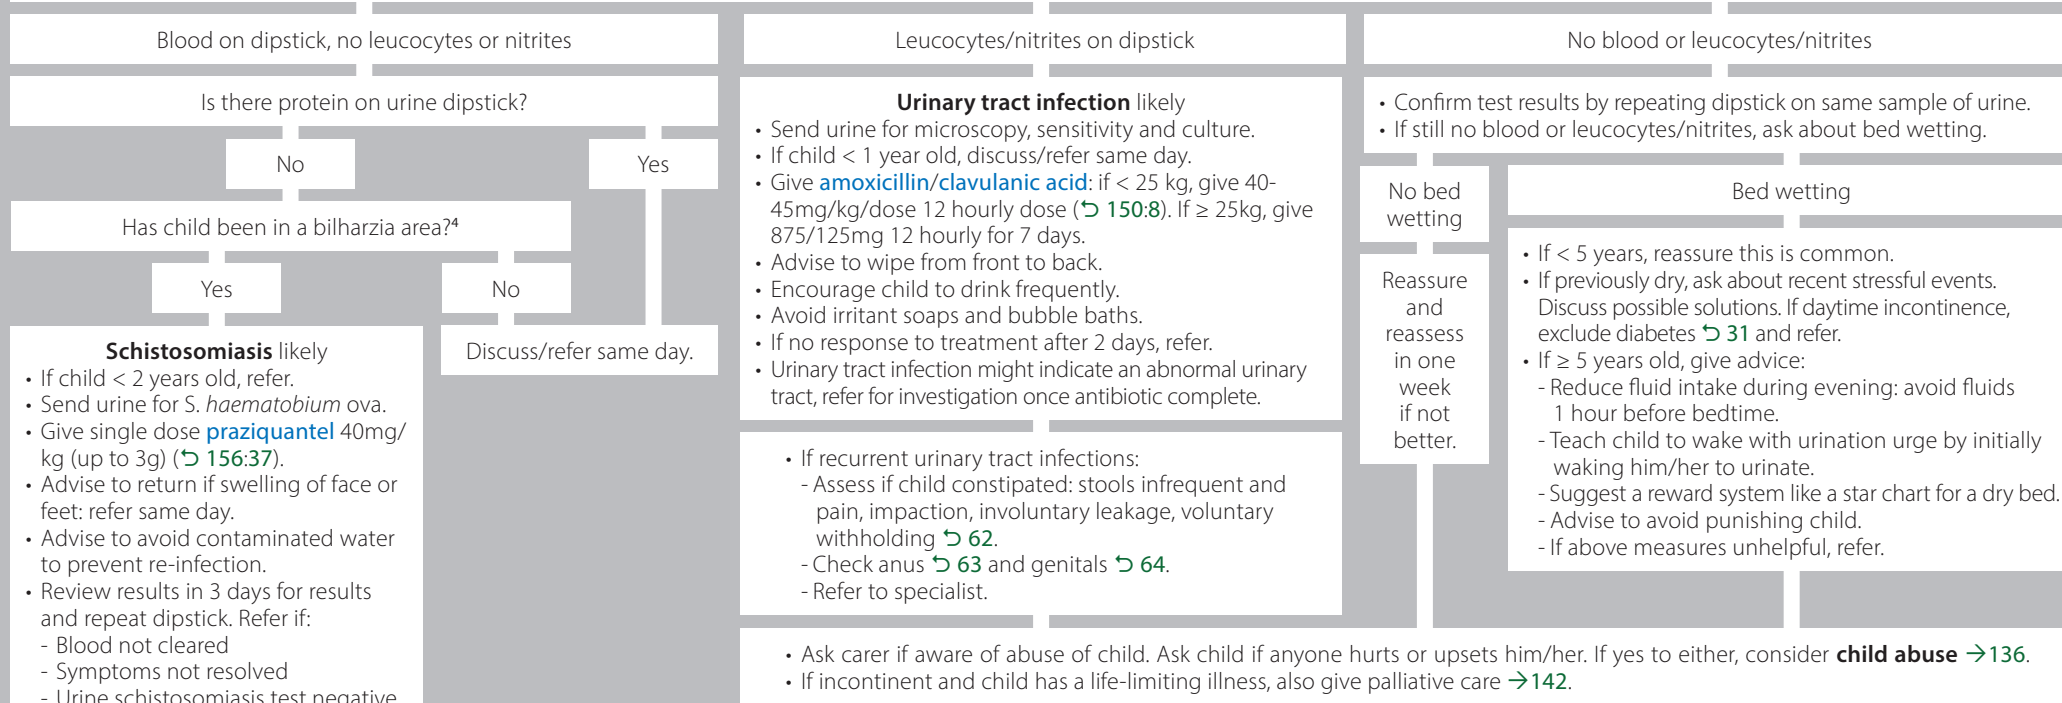 Blood on dipstick, no leucocytes or nitrites
Is there protein on urine dipstick?
No
Yes
Has child been in a bilharzia area?⁴
Yes
No
Schistosomiasis likely
• If child < 2 years old, refer.
• Send urine for S. haematobium ova.
• Give single dose praziquantel 40mg/
kg (up to 3g) (⮌ 156:37).
• Advise to return if swelling of face or
feet: refer same day.
• Advise to avoid contaminated water
to prevent re-infection.
• Review results in 3 days for results
and repeat dipstick. Refer if:
- Blood not cleared
- Symptoms not resolved
- Urine schistosomiasis test negative
Discuss/refer same day.
Leucocytes/nitrites on dipstick
Urinary tract infection likely
• Send urine for microscopy, sensitivity and culture.
• If child < 1 year old, discuss/refer same day.
• Give amoxicillin/clavulanic acid: if < 25 kg, give 40-
45mg/kg/dose 12 hourly dose (⮌ 150:8). If ≥ 25kg, give
875/125mg 12 hourly for 7 days.
• Advise to wipe from front to back.
• Encourage child to drink frequently.
• Avoid irritant soaps and bubble baths.
• If no response to treatment after 2 days, refer.
• Urinary tract infection might indicate an abnormal urinary
tract, refer for investigation once antibiotic complete.
• If recurrent urinary tract infections:
- Assess if child constipated: stools infrequent and
pain, impaction, involuntary leakage, voluntary
withholding ⮌ 62.
- Check anus ⮌ 63 and genitals ⮌ 64.
- Refer to specialist.
No blood or leucocytes/nitrites
• Confirm test results by repeating dipstick on same sample of urine.
• If still no blood or leucocytes/nitrites, ask about bed wetting.
No bed
wetting
Reassure
and
reassess
in one
week
if not
better.
Bed wetting
• If < 5 years, reassure this is common.
• If previously dry, ask about recent stressful events.
Discuss possible solutions. If daytime incontinence,
exclude diabetes ⮌ 31 and refer.
• If ≥ 5 years old, give advice:
- Reduce fluid intake during evening: avoid fluids
1 hour before bedtime.
- Teach child to wake with urination urge by initially
waking him/her to urinate.
- Suggest a reward system like a star chart for a dry bed.
- Advise to avoid punishing child.
- If above measures unhelpful, refer.
• Ask carer if aware of abuse of child. Ask child if anyone hurts or upsets him/her. If yes to either, consider child abuse →136.
• If incontinent and child has a life-limiting illness, also give palliative care →142.